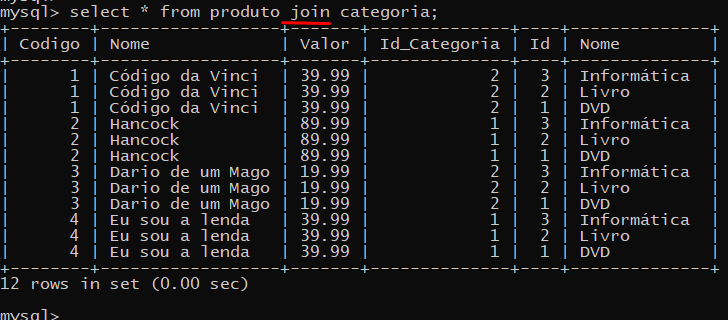 mysql>
mysql> select * from produto join categoria;
+--------+------------------+-------+--------------+----+-------------+
| Codigo | Nome             | Valor | Id_Categoria | Id | Nome        |
+--------+------------------+-------+--------------+----+-------------+
|      1 | Código da Vinci  | 39.99 |            2 |  3 | Informática |
|      1 | Código da Vinci  | 39.99 |            2 |  2 | Livro       |
|      1 | Código da Vinci  | 39.99 |            2 |  1 | DVD         |
|      2 | Hancock          | 89.99 |            1 |  3 | Informática |
|      2 | Hancock          | 89.99 |            1 |  2 | Livro       |
|      2 | Hancock          | 89.99 |            1 |  1 | DVD         |
|      3 | Dario de um Mago | 19.99 |            2 |  3 | Informática |
|      3 | Dario de um Mago | 19.99 |            2 |  2 | Livro       |
|      3 | Dario de um Mago | 19.99 |            2 |  1 | DVD         |
|      4 | Eu sou a lenda   | 39.99 |            1 |  3 | Informática |
|      4 | Eu sou a lenda   | 39.99 |            1 |  2 | Livro       |
|      4 | Eu sou a lenda   | 39.99 |            1 |  1 | DVD         |
+--------+------------------+-------+--------------+----+-------------+
12 rows in set (0.00 sec)
mysql>